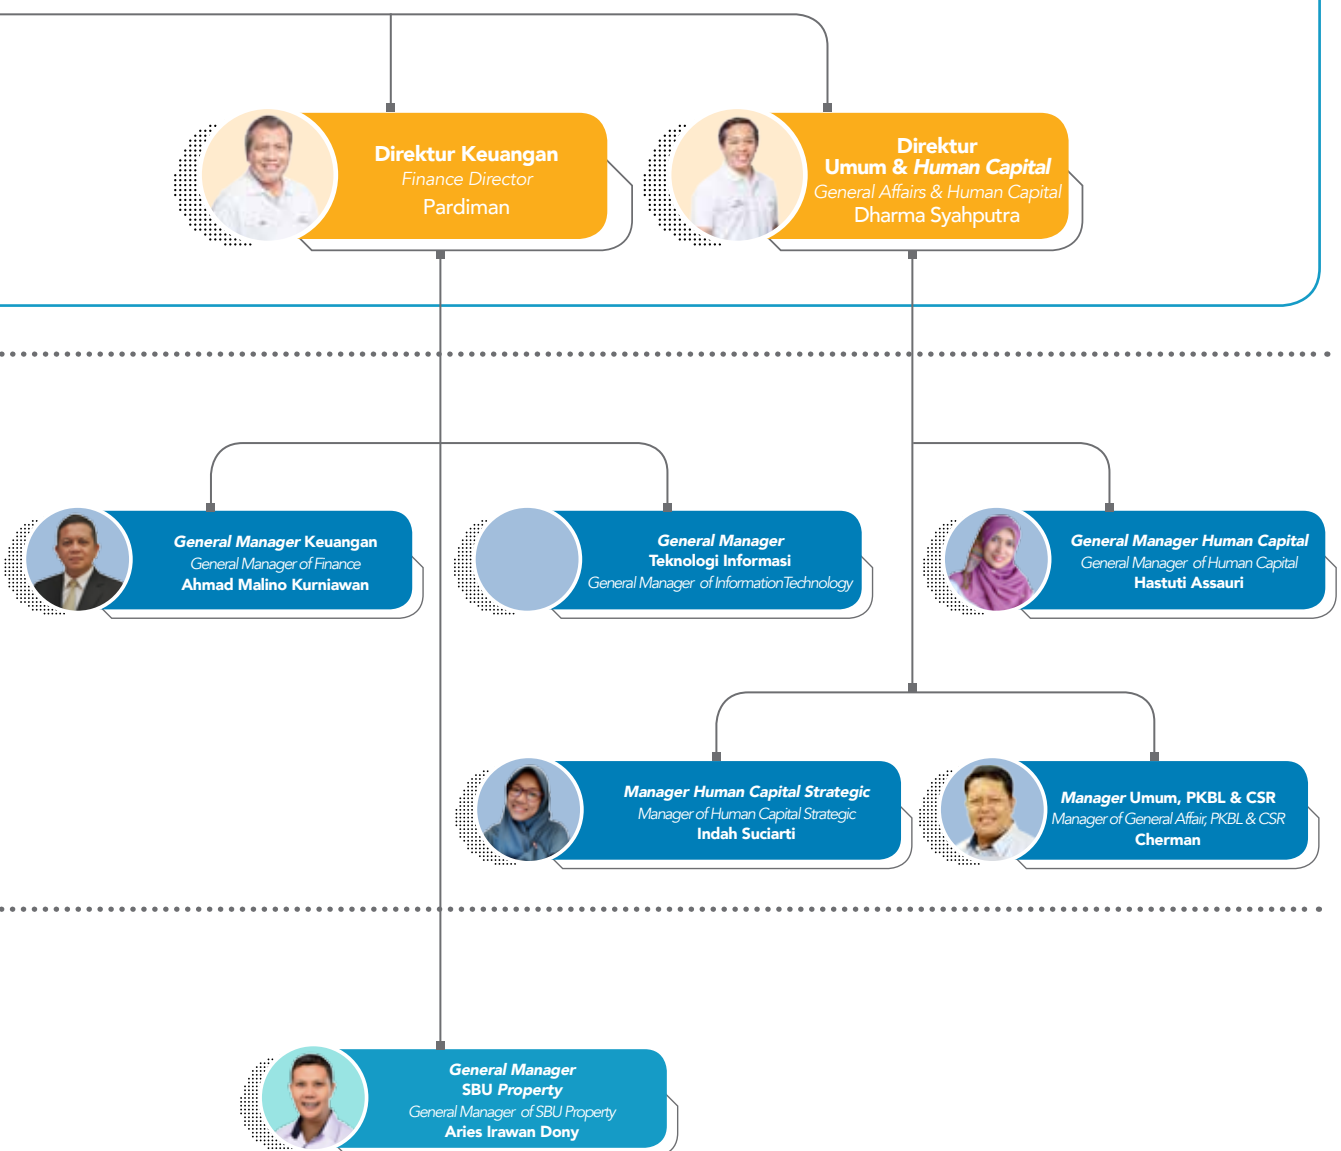 Direktur Keuangan
Finance Director
Pardiman
Direktur
Umum & Human Capital
General Affairs & Human Capital
Dharma Syahputra
General Manager Keuangan
General Manager of Finance
Ahmad Malino Kurniawan
General Manager
Teknologi Informasi
General Manager of Information Technology
General Manager Human Capital
General Manager of Human Capital
Hastuti Assauri
Manager Human Capital Strategic
Manager of Human Capital Strategic
Indah Suciarti
Manager Umum, PKBL & CSR
Manager of General Affair, PKBL & CSR
Cherman
General Manager
SBU Property
General Manager of SBU Property
Aries Irawan Dony